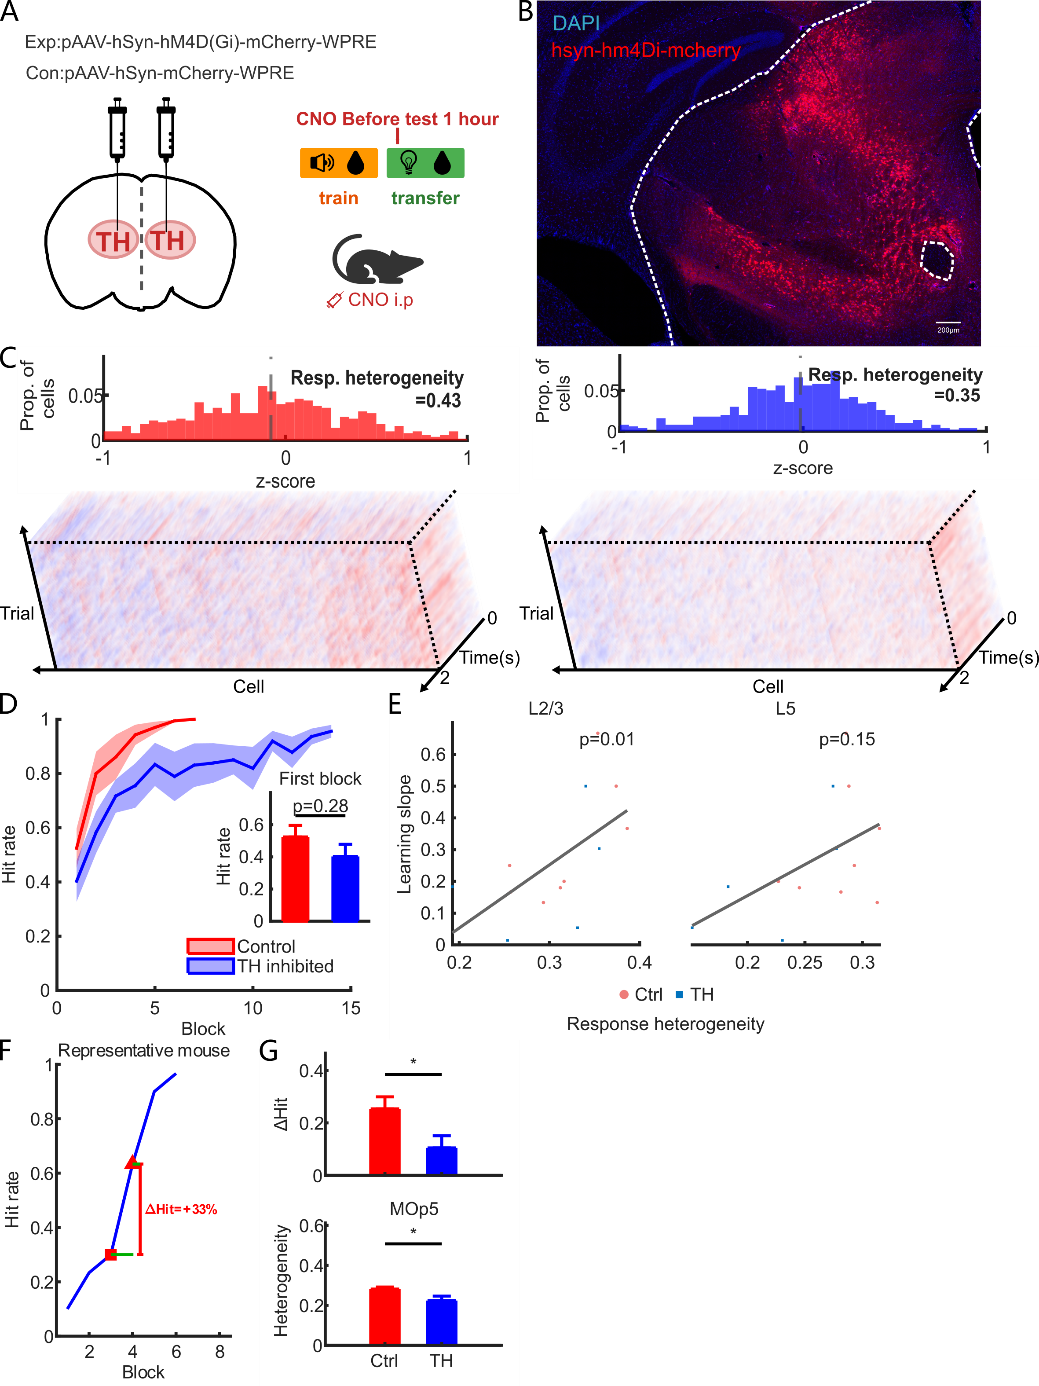 A
Exp:pAAV-hSyn-hM4D(Gi)-mCherry-WPRE
Con:pAAV-hSyn-mCherry-WPRE
TH TH
CNO Before test 1 hour
train transfer
CNO i.p
B
DAPI
hsyn-hm4Di-mcherry
200μm
C
Prop. of
cells
0.05
0
-1 0 1
z-score
Resp. heterogeneity
=0.43
Trial
Cell
Time(s)
0
2
Prop. of
cells
0.05
0
-1 0 1
z-score
Resp. heterogeneity
=0.35
Trial
Cell
Time(s)
0
2
D
Hit rate
1
0.8
0.6
0.4
0.2
0
0 5 10 15
Block
First block
p=0.28
Hit rate
0.6
0.4
0.2
0
Control
TH inhibited
E
L2/3
p=0.01
L5
p=0.15
Learning slope
0.6
0.5
0.4
0.3
0.2
0.1
0
0.2 0.3 0.4
0.2 0.25 0.3
Ctrl TH
Response heterogeneity
F
Representative mouse
Hit rate
1
0.8
0.6
0.4
0.2
0
2 4 6 8
Block
ΔHit=+33%
G
ΔHit
0.4
0.2
0
*
MOp5
Heterogeneity
0.6
0.4
0.2
0
*
Ctrl TH